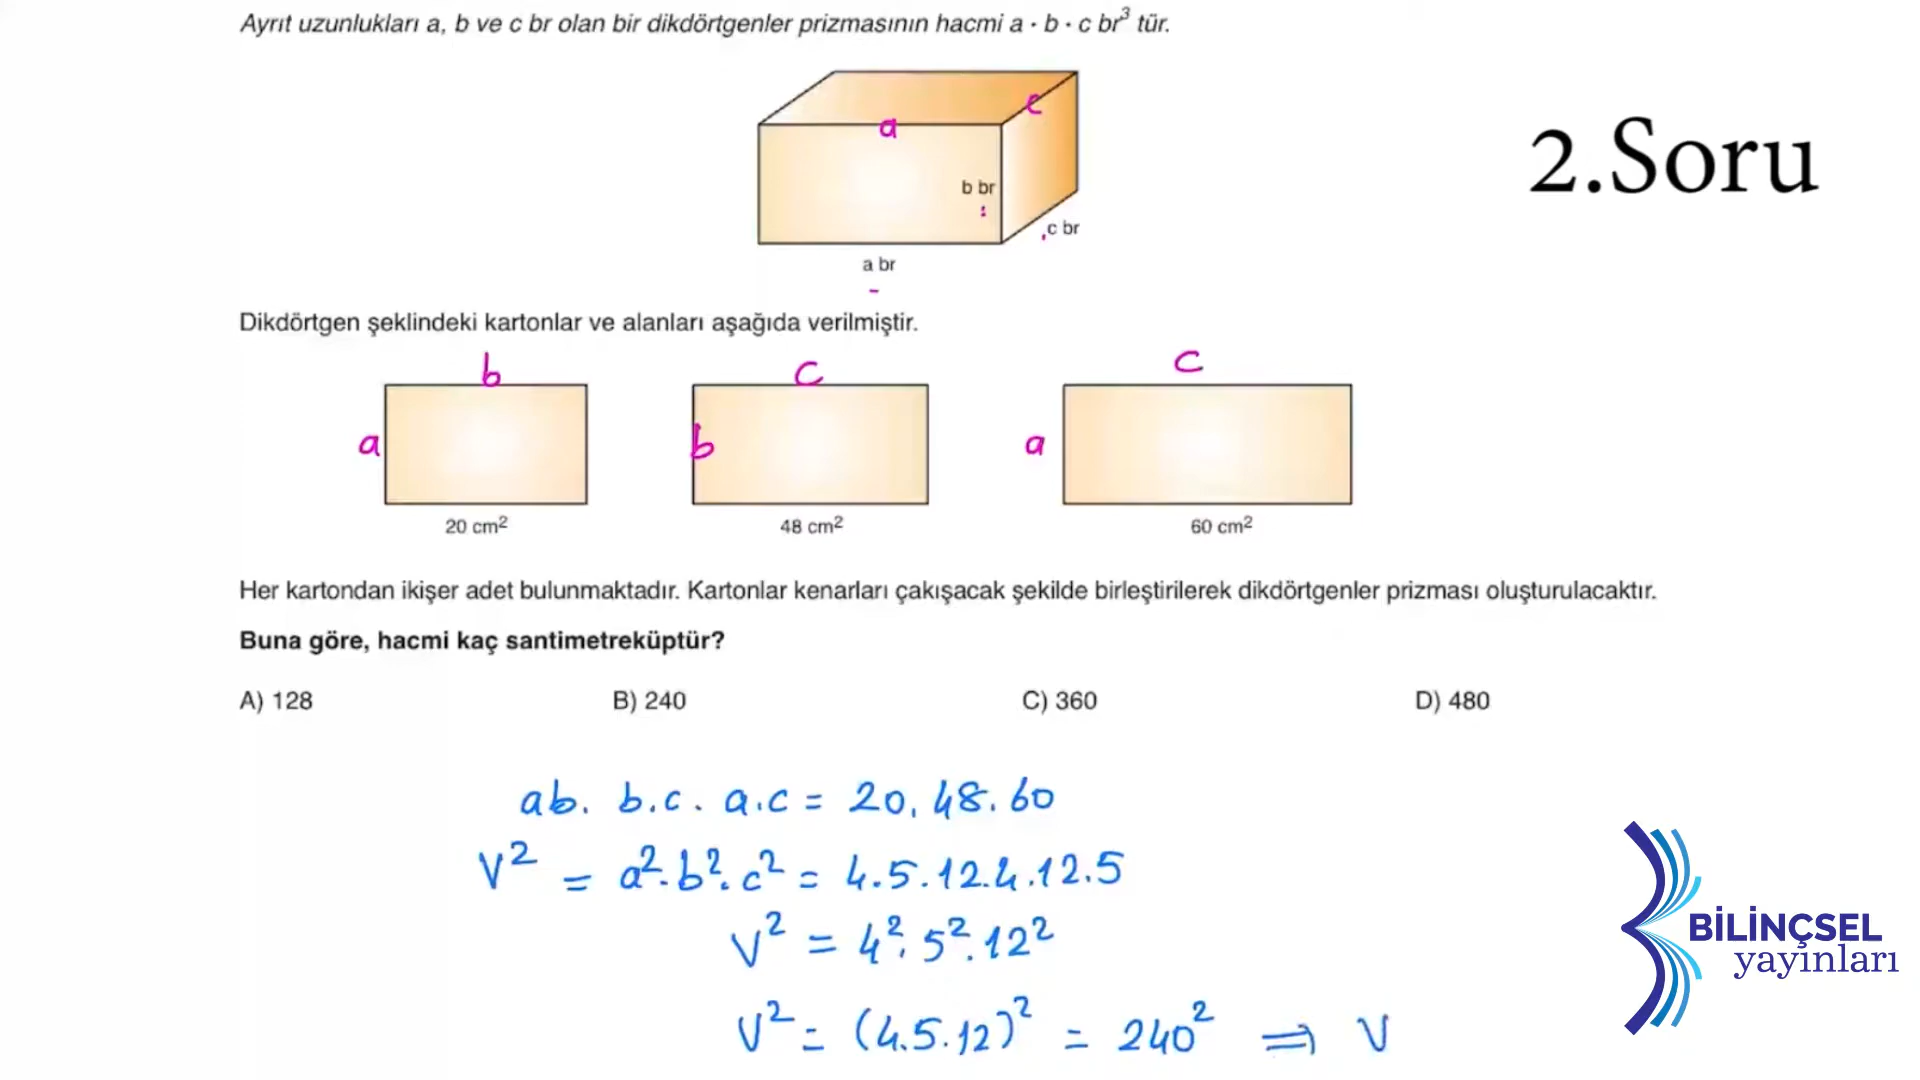 Ayrıt uzunlukları a, b ve c br olan bir dikdörtgenler prizmasının hacmi a · b · c br³ tür.
2.Soru
c
a
b br
c br
a br
Dikdörtgen şeklindeki kartonlar ve alanları aşağıda verilmiştir.
b c c
a b a
20 cm² 48 cm² 60 cm²
Her kartondan ikişer adet bulunmaktadır. Kartonlar kenarları çakışacak şekilde birleştirilerek dikdörtgenler prizması oluşturulacaktır.
Buna göre, hacmi kaç santimetreküptür?
A) 128 B) 240 C) 360 D) 480
ab. b.c. a.c = 20.48.60
V² = a².b².c² = 4.5.12.4.12.5
V² = 4².5².12²
V² = (4.5.12)² = 240² ⇒ V
BİLİNÇSEL
yayınları